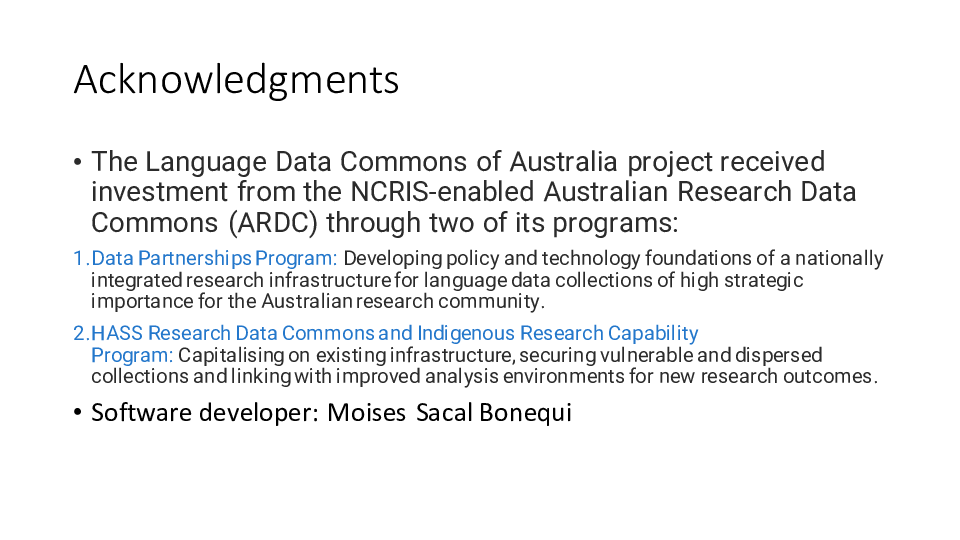 Acknowledgments
• The Language Data Commons of Australia project received
investment from the NCRIS-enabled Australian Research Data
Commons (ARDC) through two of its programs:
1.Data Partnerships Program: Developing policy and technology foundations of a nationally
integrated research infrastructure for language data collections of high strategic
importance for the Australian research community.
2.HASS Research Data Commons and Indigenous Research Capability
Program: Capitalising on existing infrastructure, securing vulnerable and dispersed
collections and linking with improved analysis environments for new research outcomes.
• Software developer: Moises Sacal Bonequi